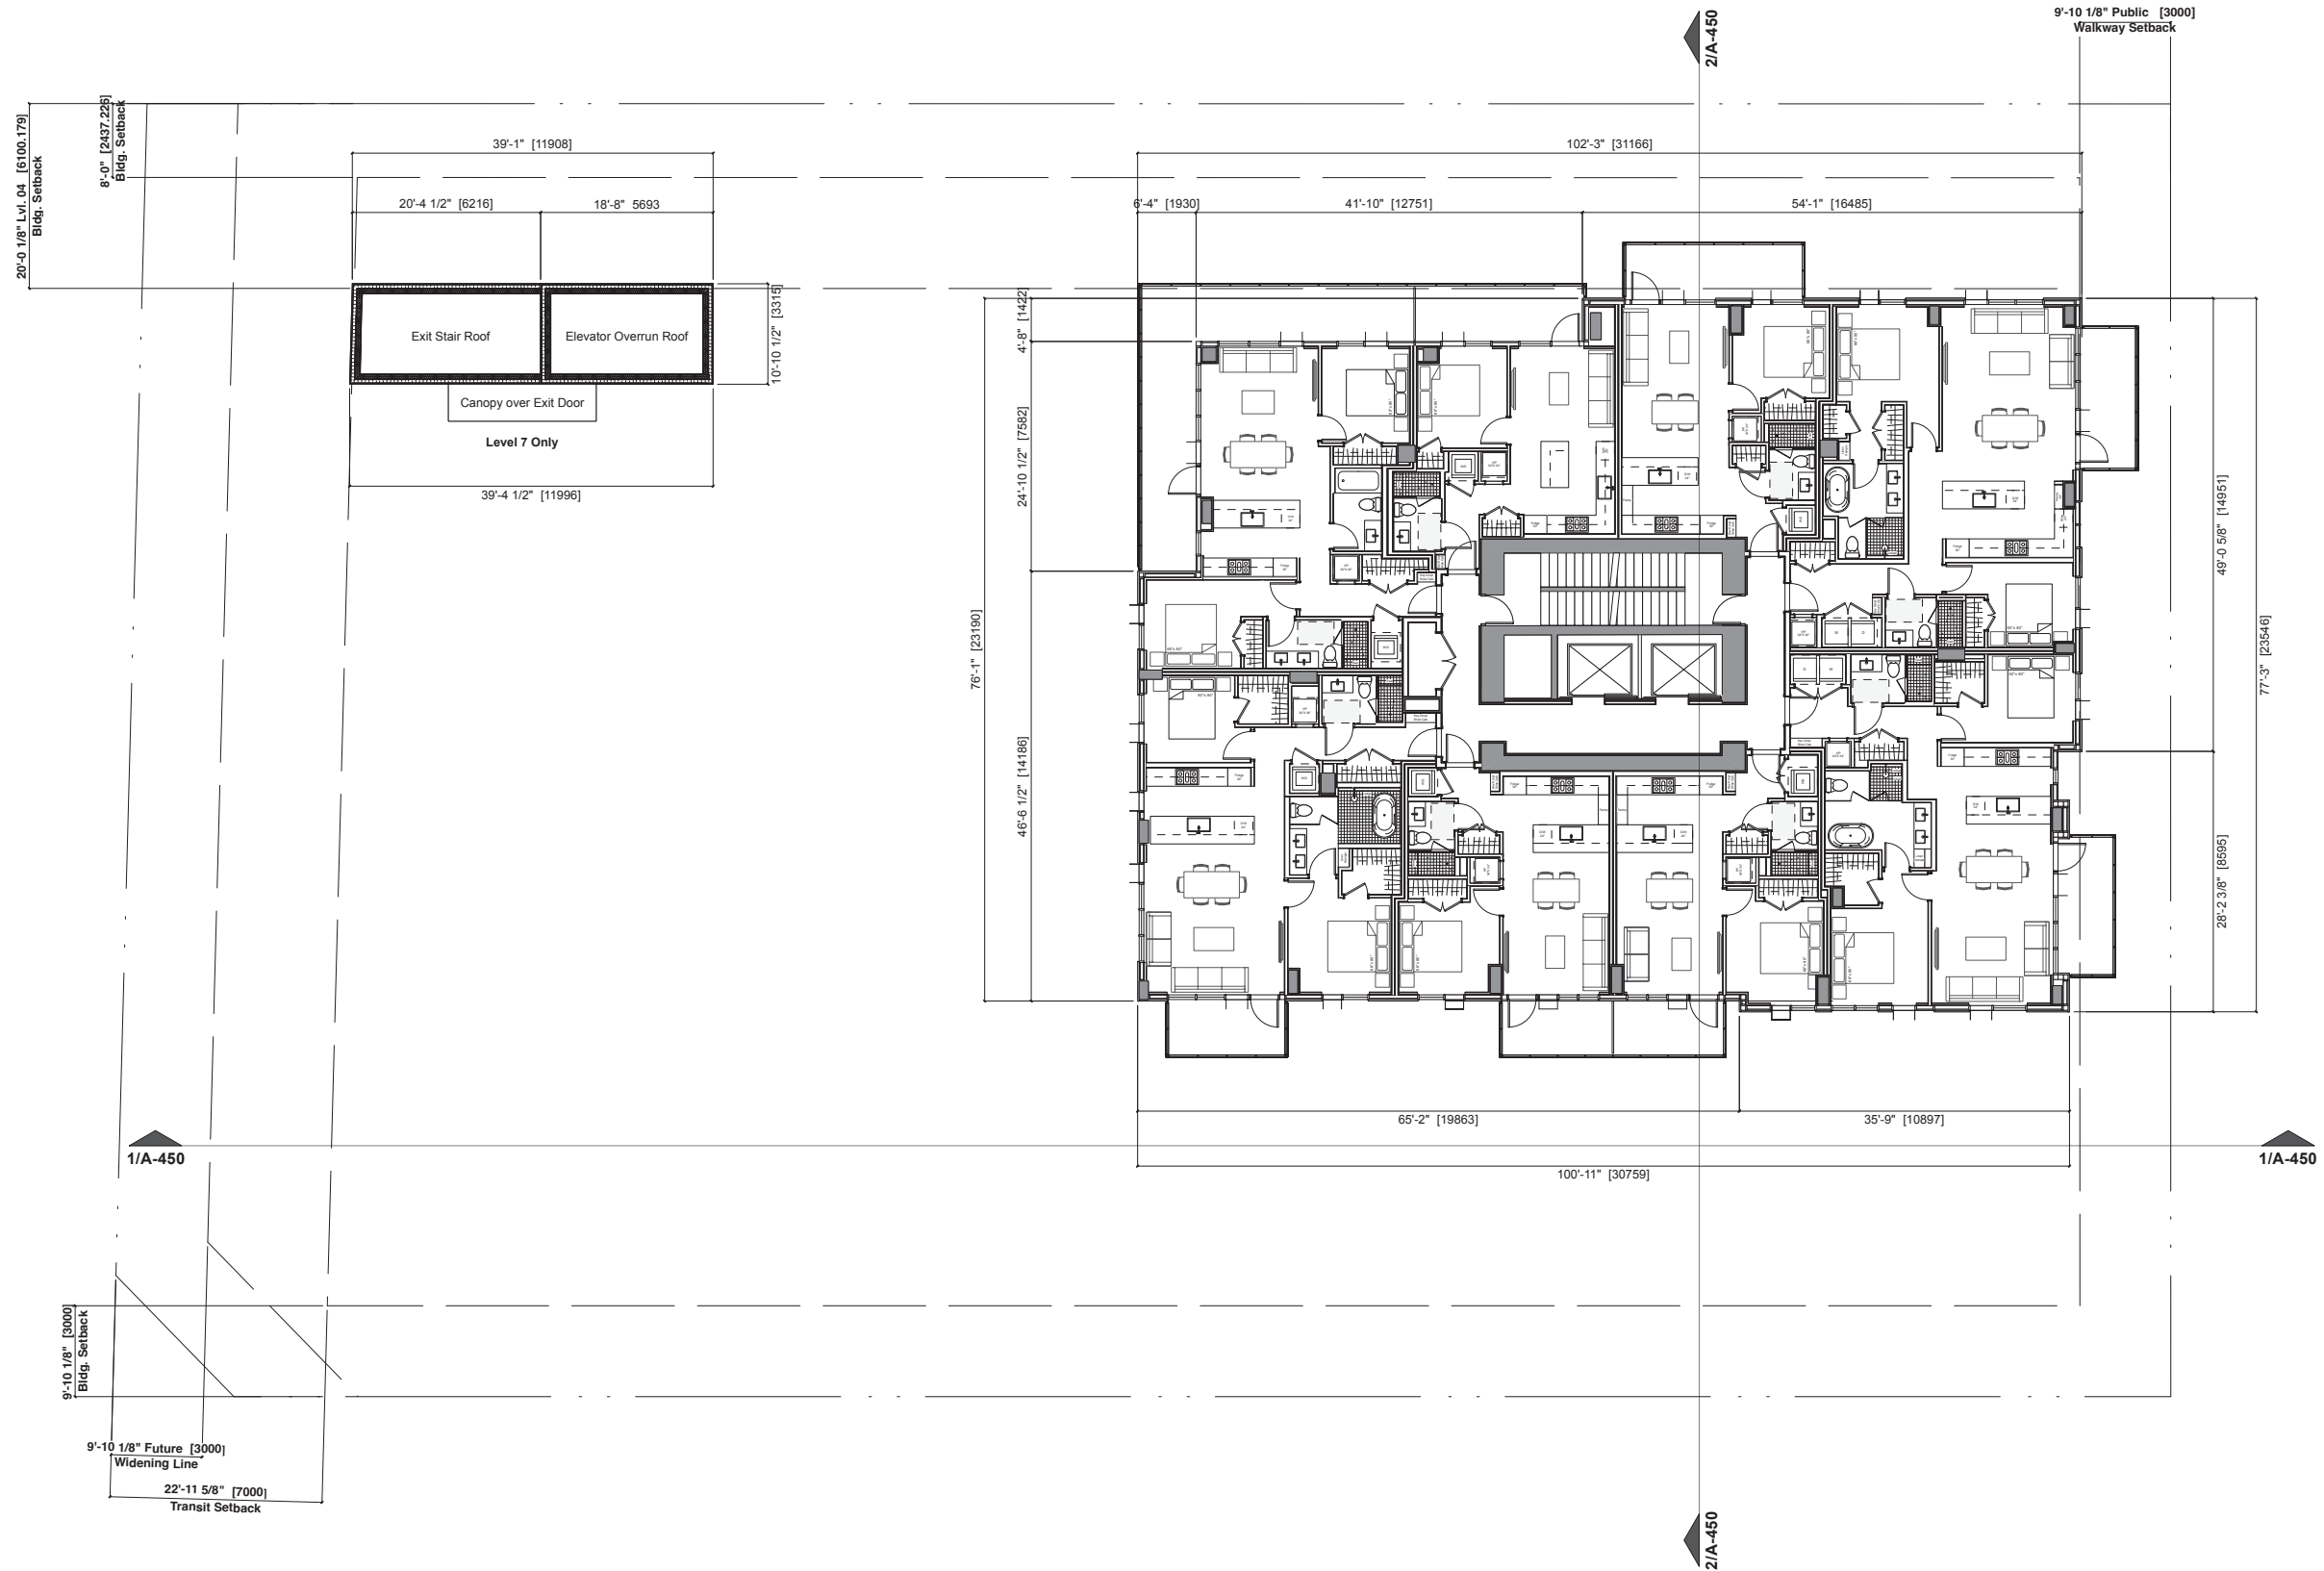 2/A-450
9'-10 1/8" Public [3000]
Walkway Setback
20'-0 1/8" Lvl. 04 [6100.179]
Bldg. Setback
8'-0" [2437.226]
Bldg. Setback
39'-1" [11908]
102'-3" [31166]
20'-4 1/2" [6216]
18'-8" 5693
6'-4" [1930]
41'-10" [12751]
54'-1" [16485]
Exit Stair Roof
Elevator Overrun Roof
10'-10 1/2" [3315]
Canopy over Exit Door
Level 7 Only
39'-4 1/2" [11996]
4'-8" [1422]
24'-10 1/2" [7582]
76'-1" [23190]
46'-6 1/2" [14186]
49'-0 5/8" [14951]
77'-3" [23546]
28'-2 3/8" [8595]
65'-2" [19863]
35'-9" [10897]
1/A-450
1/A-450
100'-11" [30759]
9'-10 1/8" [3000]
Bldg. Setback
9'-10 1/8" Future [3000]
Widening Line
22'-11 5/8" [7000]
Transit Setback
2/A-450